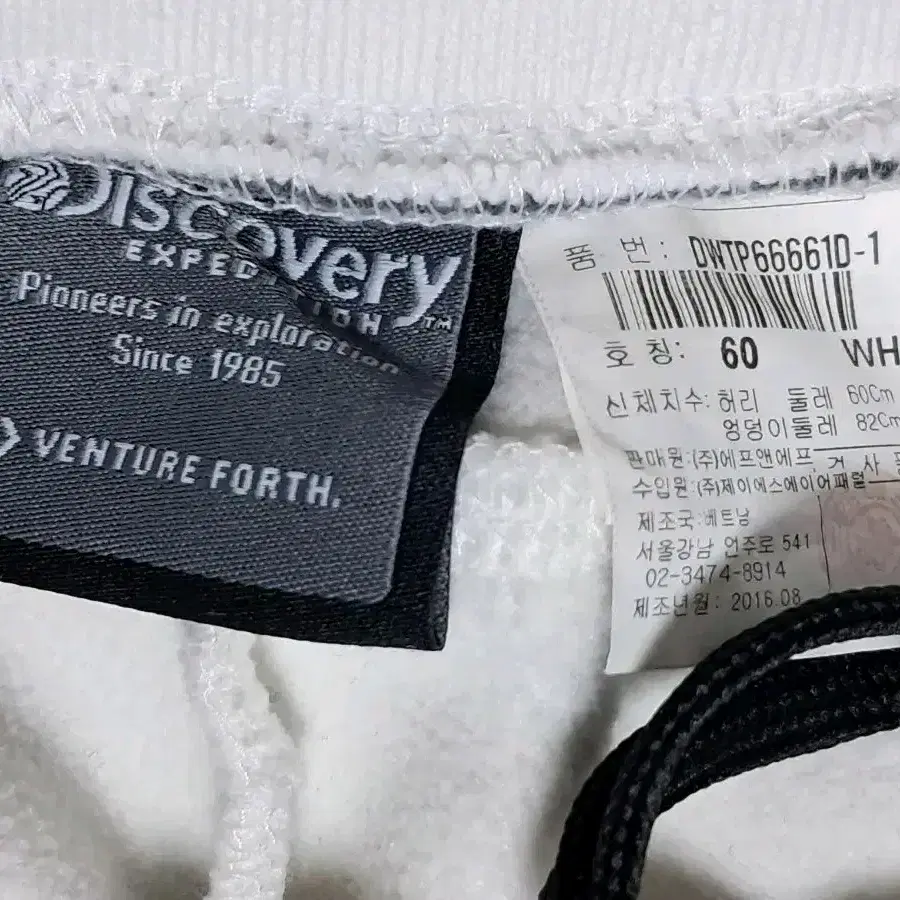 DISCOVERY
EXPEDITION™
Pioneers in exploration
Since 1985
VENTURE FORTH.
품 번: DWTP66661D-1
호 칭: 60 WH
신체치수: 허리 둘레 60Cm
엉덩이둘레 82Cm
판매원:(주)에프앤에프,
수입원:(주)제이에스에이어패럴
제조국:베트남
서울강남 언주로 541
02-3474-8914
제조년월: 2016.08